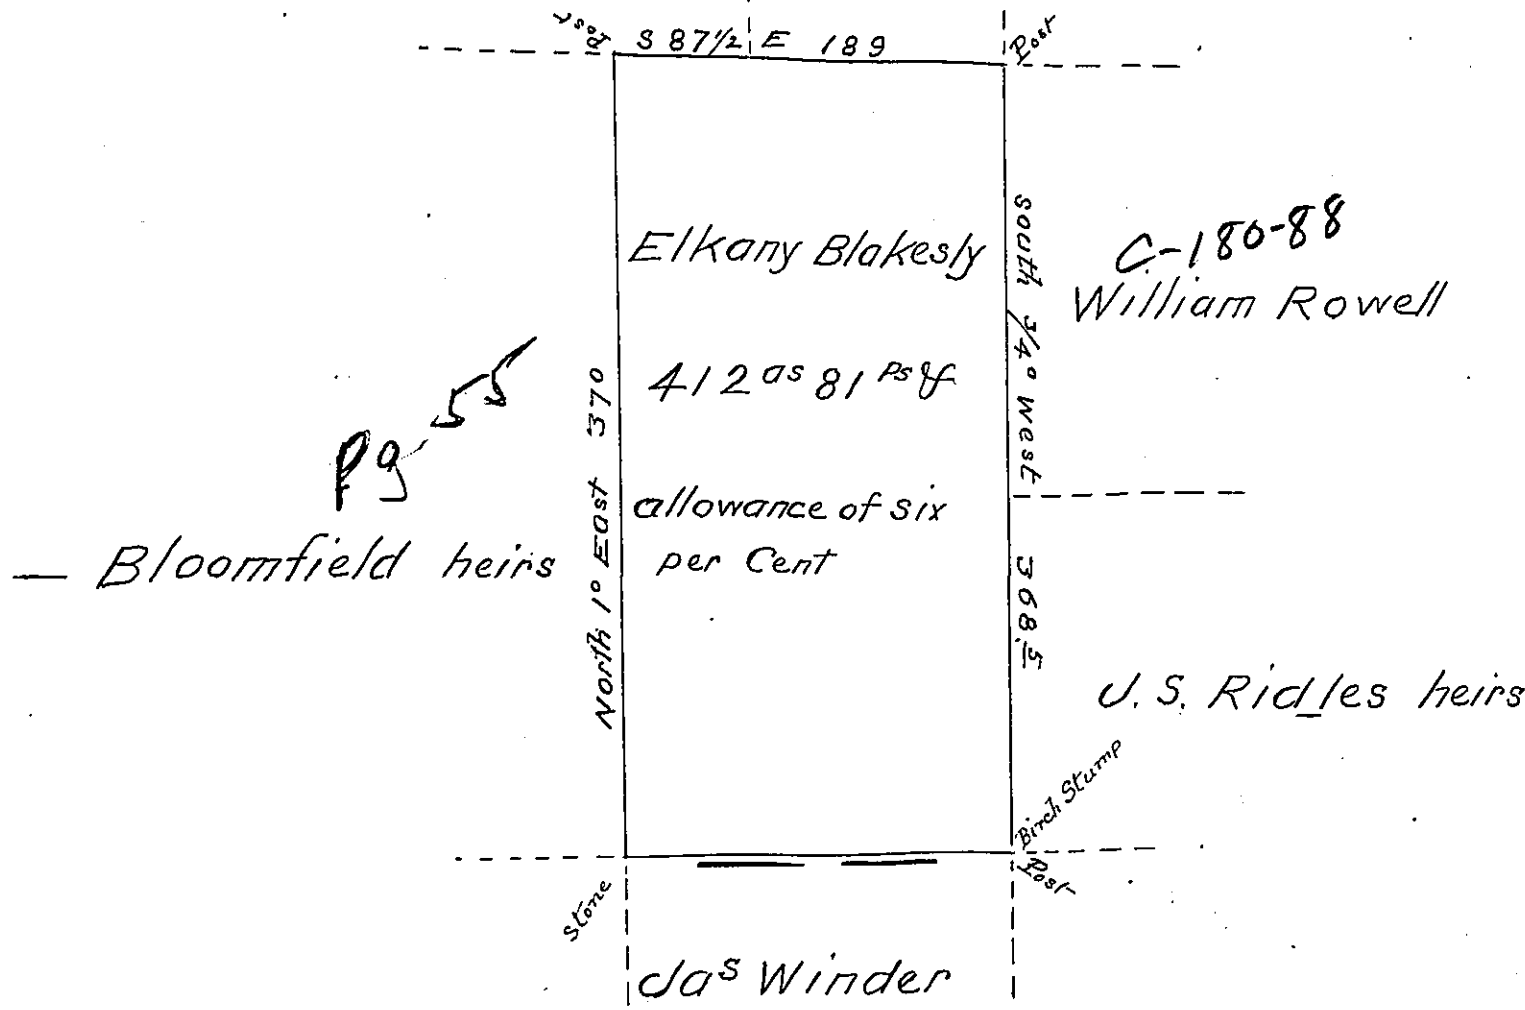 Post
S 87½ E 189
Post
Elkany Blakesly
412 as 81 Ps &
allowance of six
per Cent
North 1° East 370
South ¾° West 368.5
C-180-88
William Rowell
pg-55
— Bloomfield heirs
J. S. Rid_les heirs
Birch Stump
Post
Stone
Jas Winder